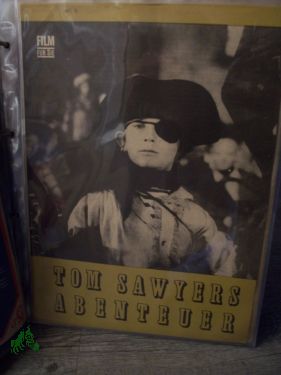 FILM
FÜR SIE
TOM SAWYERS
ABENTEUER